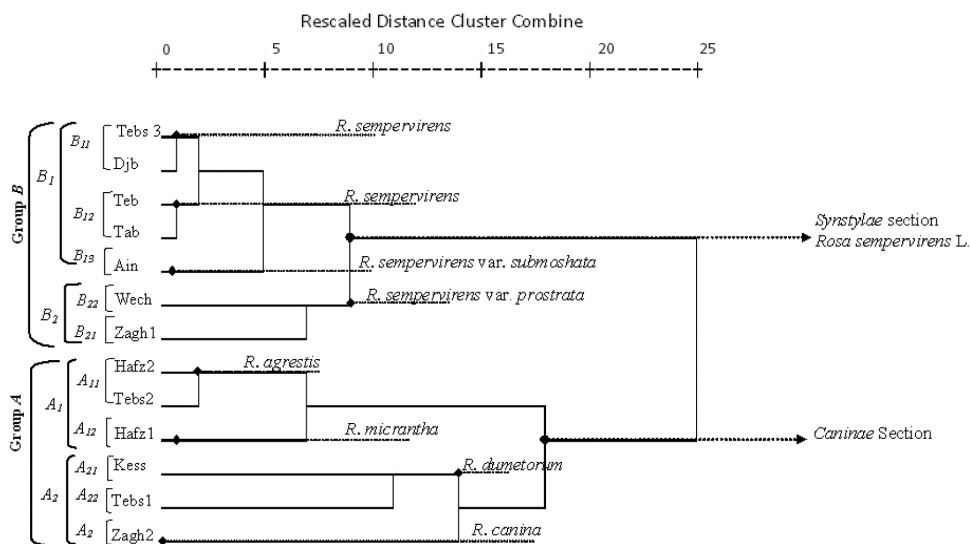 Rescaled Distance Cluster Combine
0 5 10 15 20 25
Group B
B1
B11
Tebs 3
R. sempervirens
Djb
B12
Teb
R. sempervirens
Tab
Synstylae section
Rosa sempervirens L.
B13
Ain
R. sempervirens var. submoshata
B2
B22
Wech
R. sempervirens var. prostrata
B21
Zagh1
Group A
A1
A11
Hafz2
R. agrestis
Tebs2
A12
Hafz1
R. micrantha
Caninae Section
A2
A21
Kess
R. dumetorum
A22
Tebs1
A2
Zagh2
R. canina